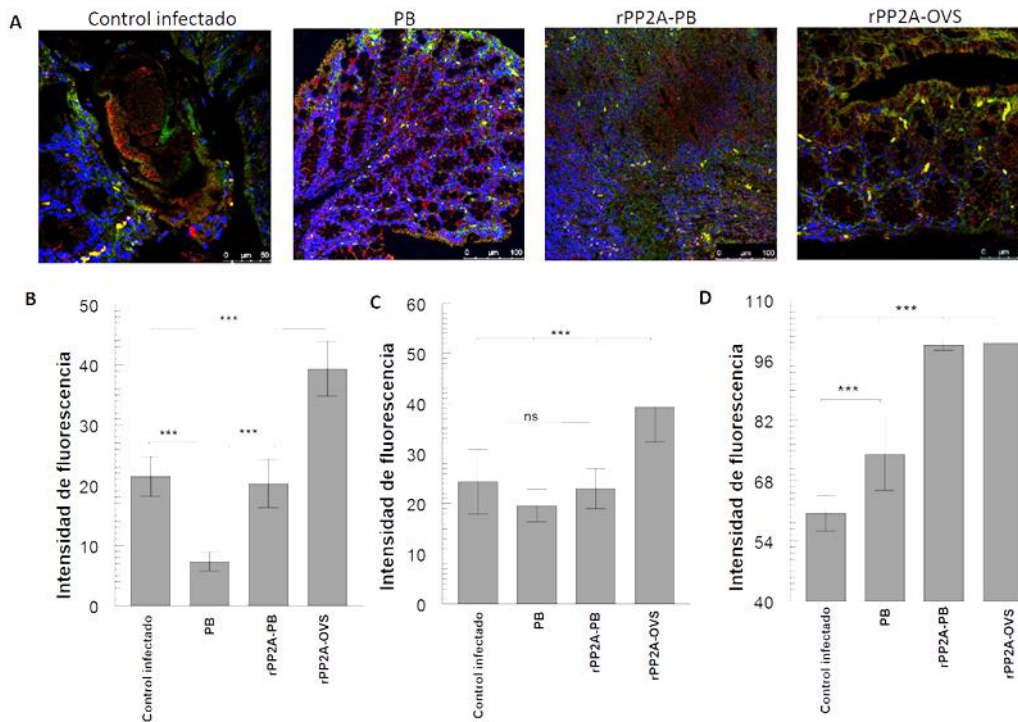 A
Control infectado
PB
rPP2A-PB
rPP2A-OVS
0 µm 50
0 µm 100
0 µm 100
0 µm 100
B
Intensidad de fluorescencia
50
40
30
20
10
0
***
***
***
Control infectado
PB
rPP2A-PB
rPP2A-OVS
C
Intensidad de fluorescencia
60
50
40
30
20
10
0
***
ns
Control infectado
PB
rPP2A-PB
rPP2A-OVS
D
Intensidad de fluorescencia
110
96
82
68
54
40
***
***
Control infectado
PB
rPP2A-PB
rPP2A-OVS